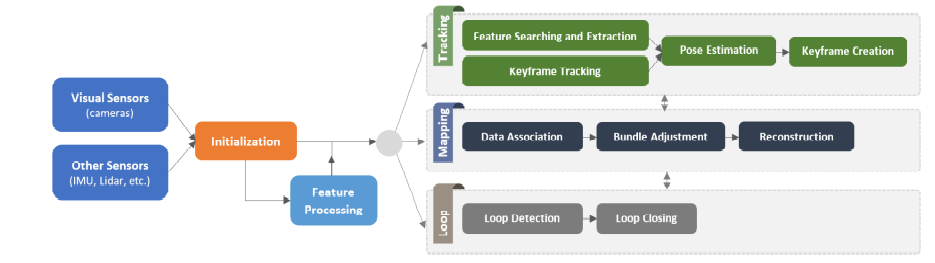 Visual Sensors
(cameras)
Other Sensors
(IMU, Lidar, etc.)
Initialization
Feature
Processing
Tracking
Feature Searching and Extraction
Keyframe Tracking
Pose Estimation
Keyframe Creation
Mapping
Data Association
Bundle Adjustment
Reconstruction
Loop
Loop Detection
Loop Closing